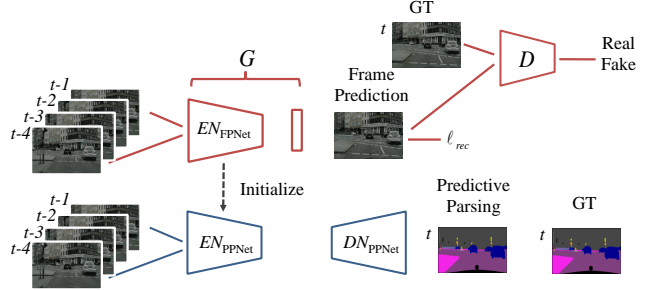 GT
t
D
Real
Fake
G
t-1
t-2
t-3
t-4
EN_FPNet
Frame
Prediction
ℓ_rec
Initialize
t-1
t-2
t-3
t-4
EN_PPNet
DN_PPNet
Predictive
Parsing
t
GT
t